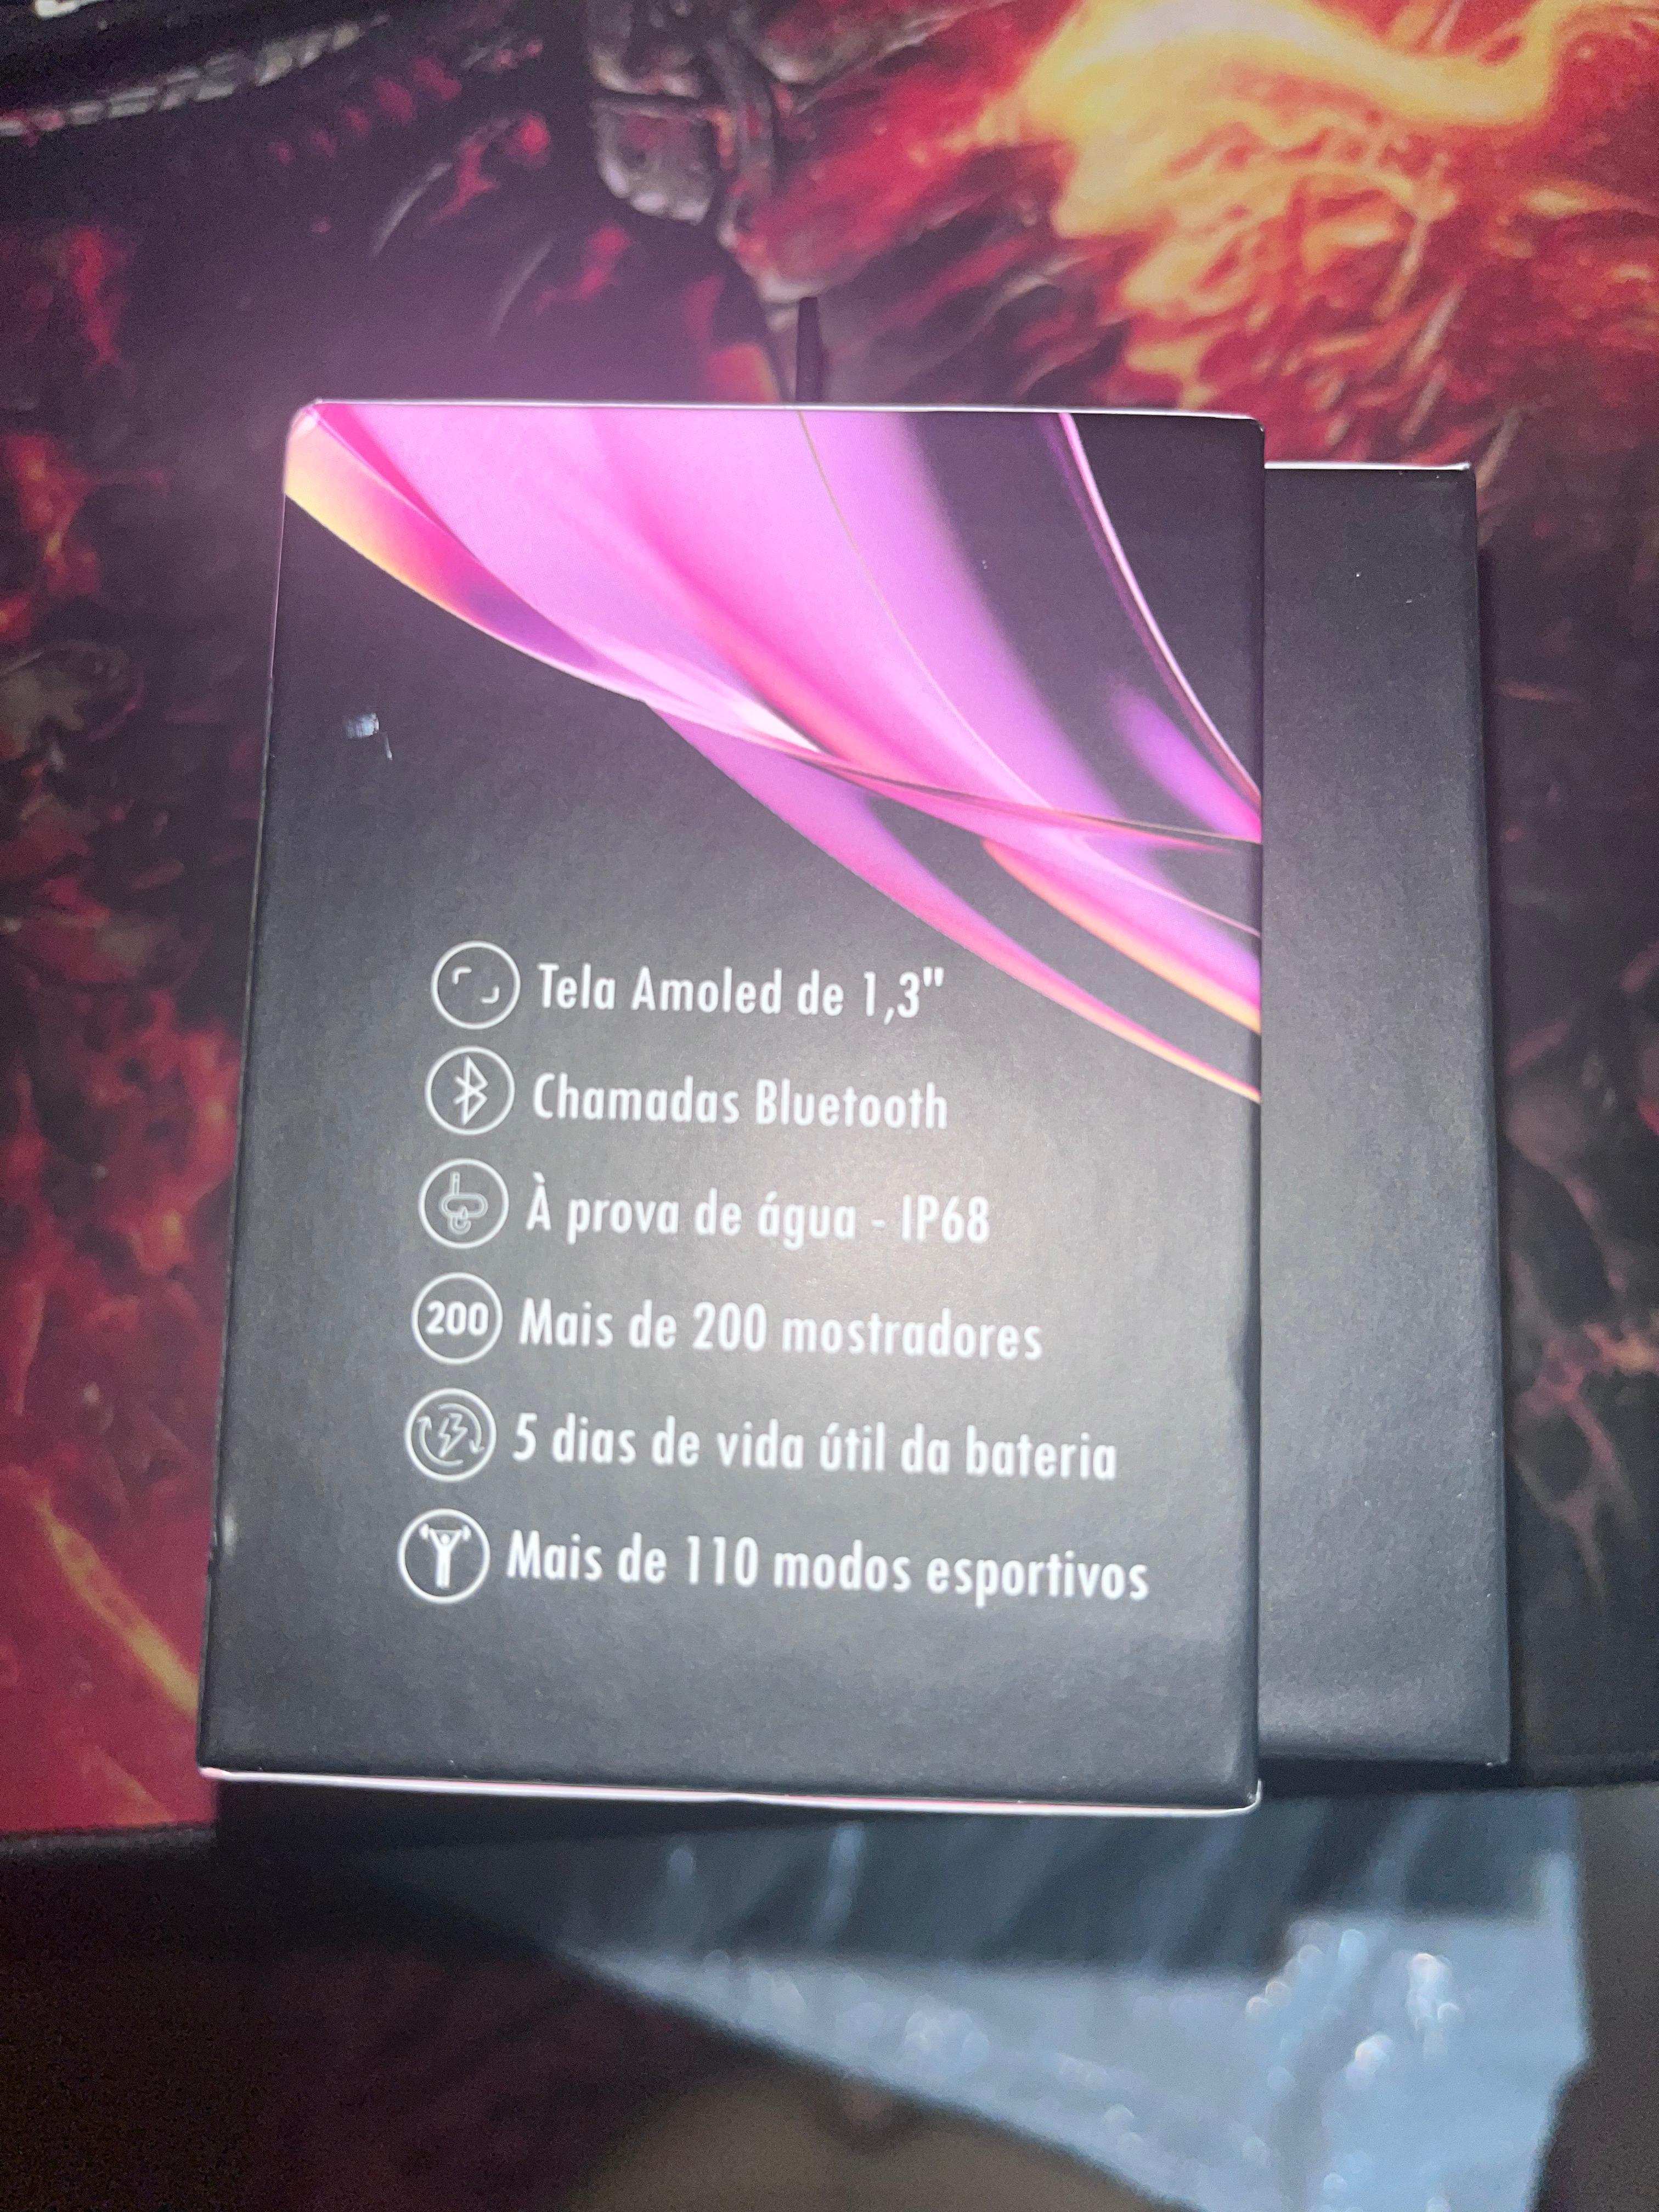 Tela Amoled de 1,3"
Chamadas Bluetooth
À prova de água - IP68
200 Mais de 200 mostradores
5 dias de vida útil da bateria
Mais de 110 modos esportivos